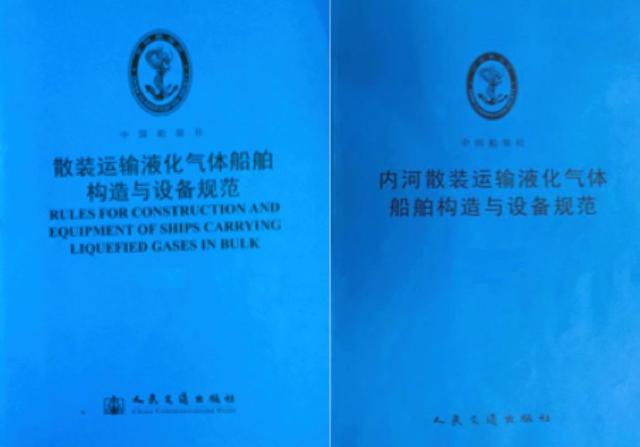 中国船级社
散装运输液化气体船舶
构造与设备规范
RULES FOR CONSTRUCTION AND
EQUIPMENT OF SHIPS CARRYING
LIQUEFIED GASES IN BULK
人民交通出版社
China Communications Press
中国船级社
内河散装运输液化气体
船舶构造与设备规范
人民交通出版社